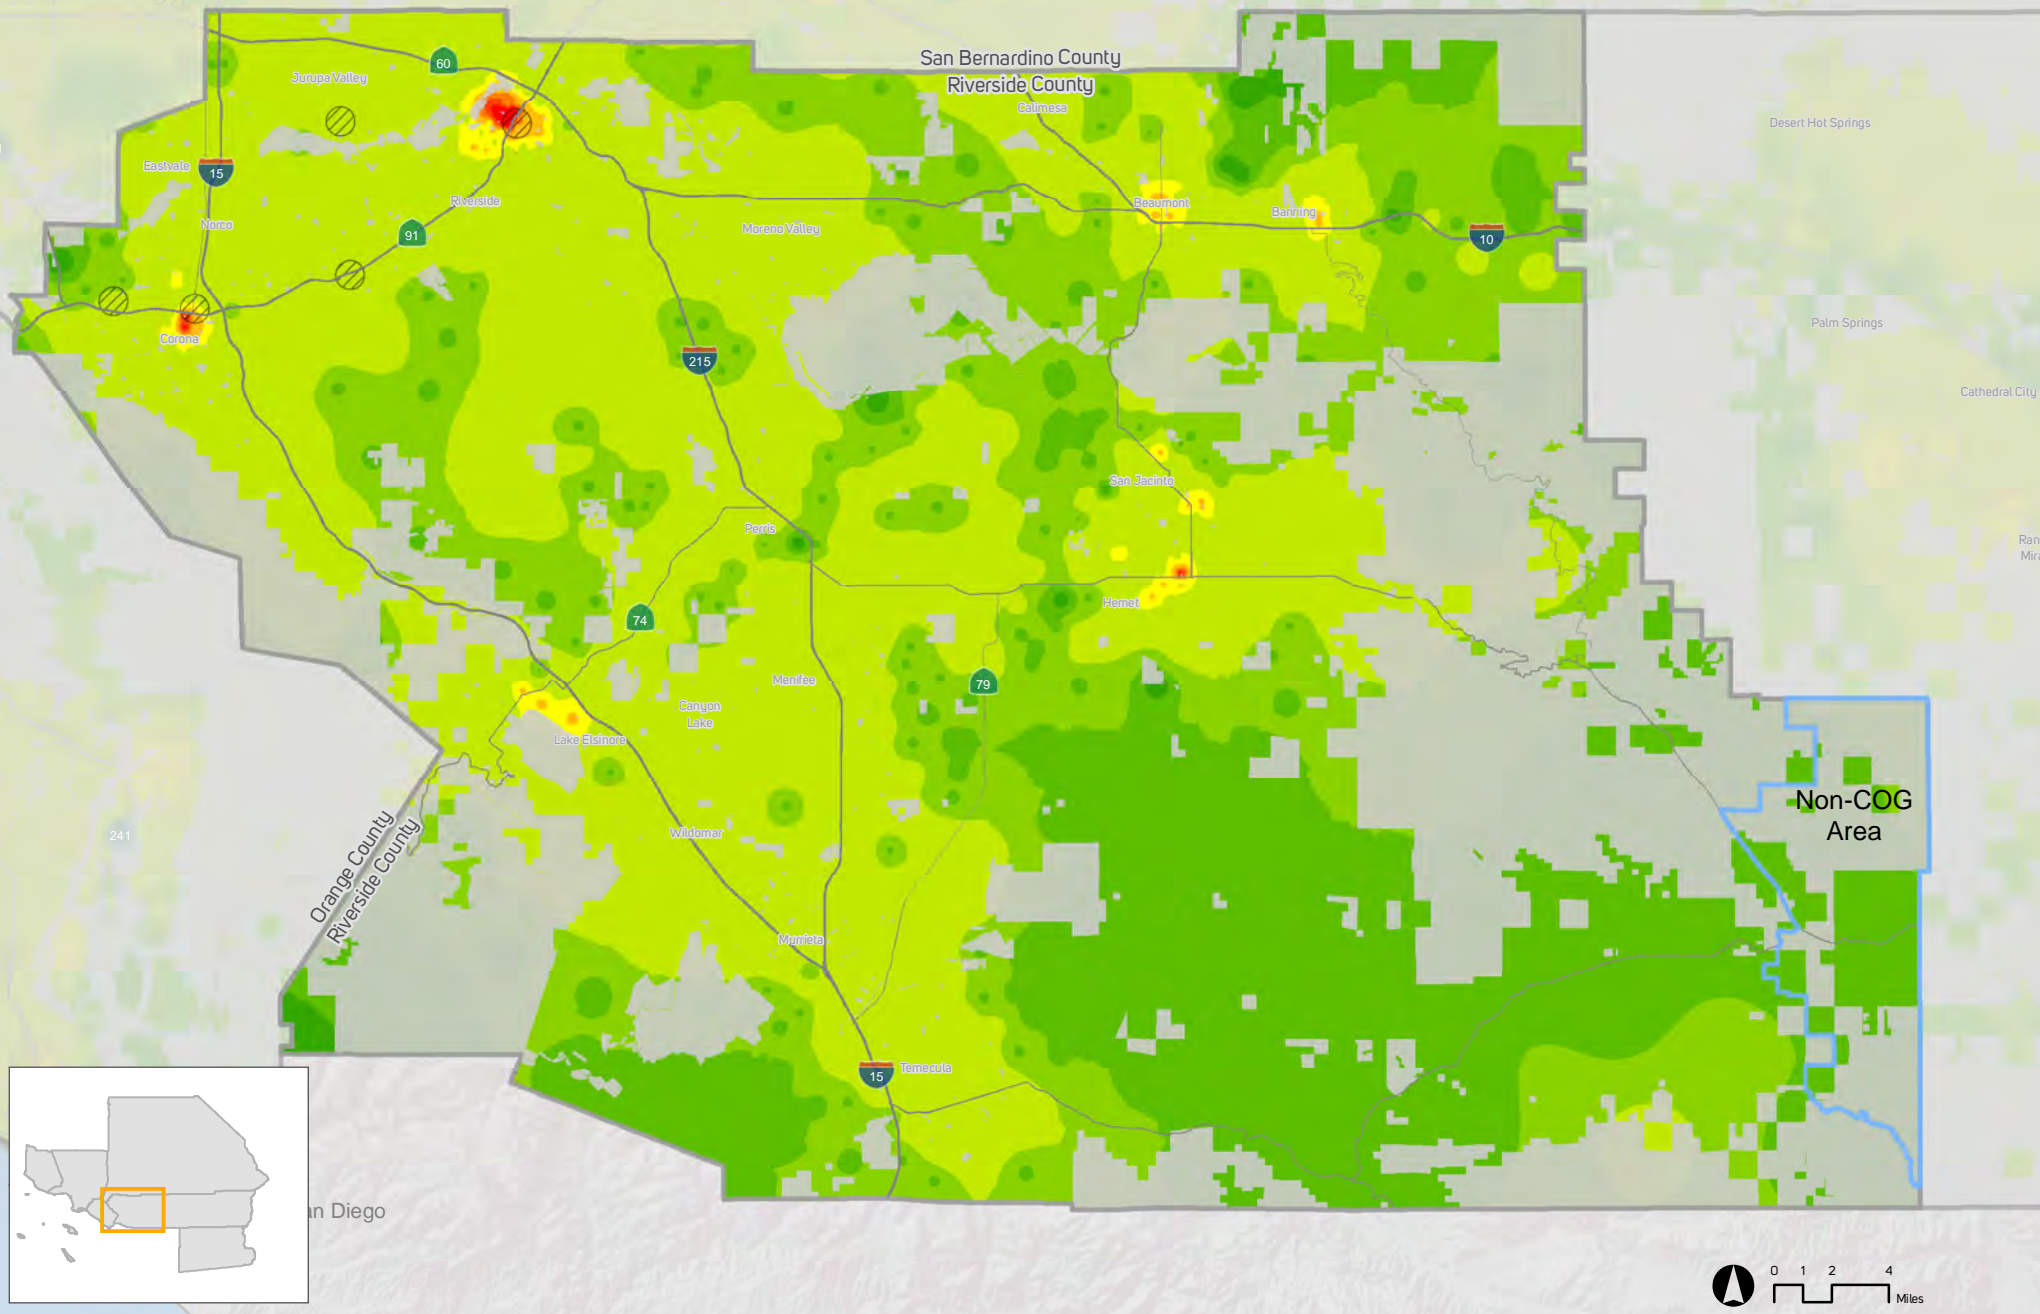 San Bernardino County
Riverside County
60
Jurupa Valley
Calimesa
Desert Hot Springs
Eastvale
15
Riverside
Beaumont
Banning
Norco
91
Moreno Valley
10
Palm Springs
Corona
215
Cathedral City
San Jacinto
Perris
Ran
Mira
Hemet
74
Menifee
79
Canyon
Lake
Lake Elsinore
Non-COG
Area
241
Wildomar
Orange County
Riverside County
Murrieta
15
Temecula
an Diego
0 1 2 4
Miles